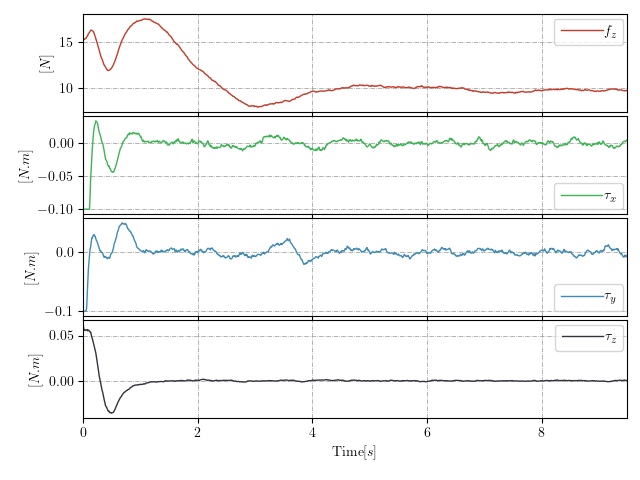 15
10
[N]
f_z
0.00
−0.05
−0.10
[N.m]
τ_x
0.0
−0.1
[N.m]
τ_y
0.05
0.00
[N.m]
τ_z
0 2 4 6 8
Time[s]